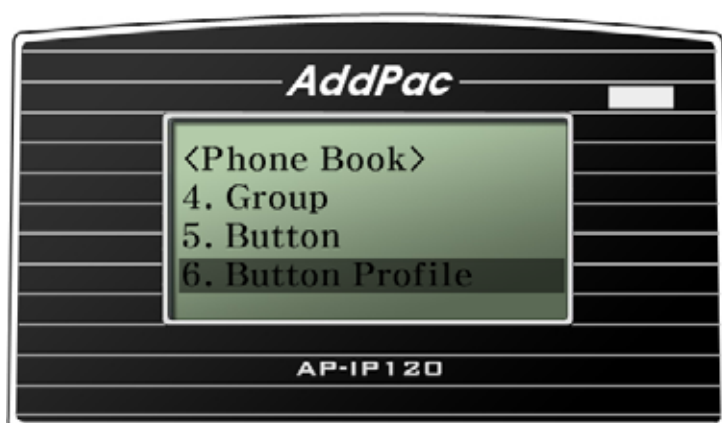 AddPac
<Phone Book>
4. Group
5. Button
6. Button Profile
AP-IP120